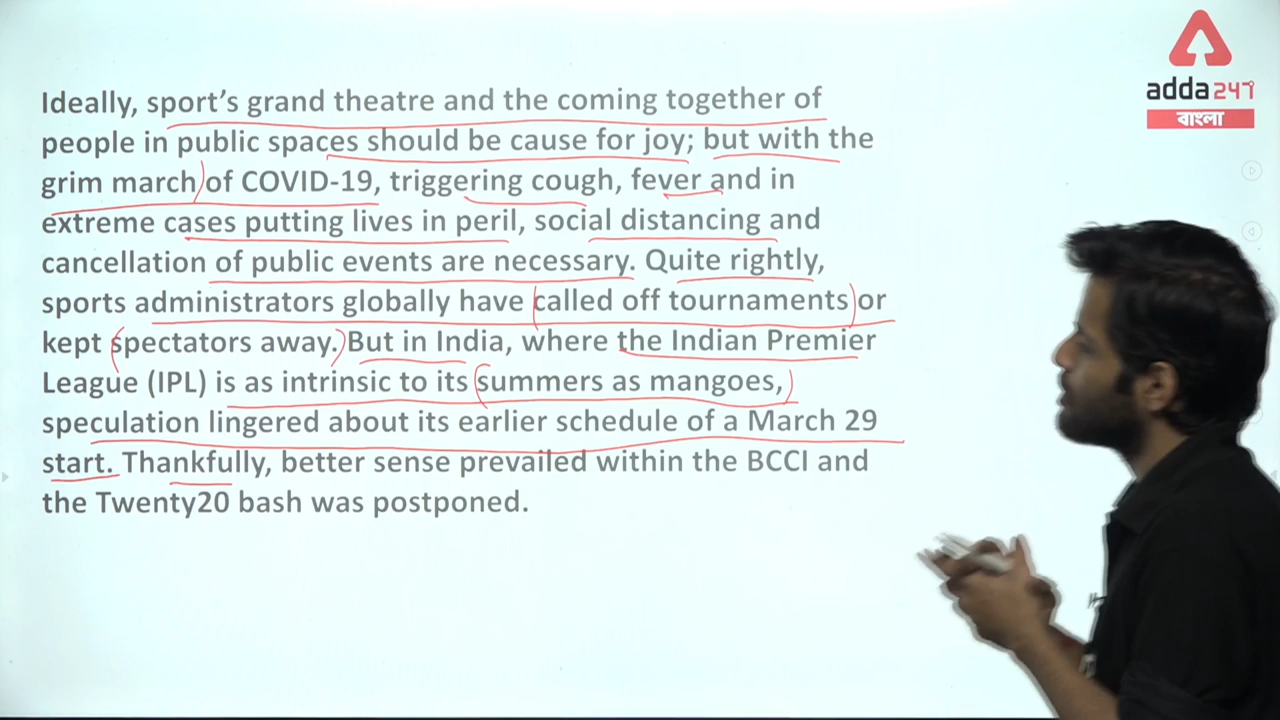 adda247
বাংলা
Ideally, sport's grand theatre and the coming together of
people in public spaces should be cause for joy; but with the
grim march of COVID-19, triggering cough, fever and in
extreme cases putting lives in peril, social distancing and
cancellation of public events are necessary. Quite rightly,
sports administrators globally have called off tournaments or
kept spectators away. But in India, where the Indian Premier
League (IPL) is as intrinsic to its summers as mangoes,
speculation lingered about its earlier schedule of a March 29
start. Thankfully, better sense prevailed within the BCCI and
the Twenty20 bash was postponed.